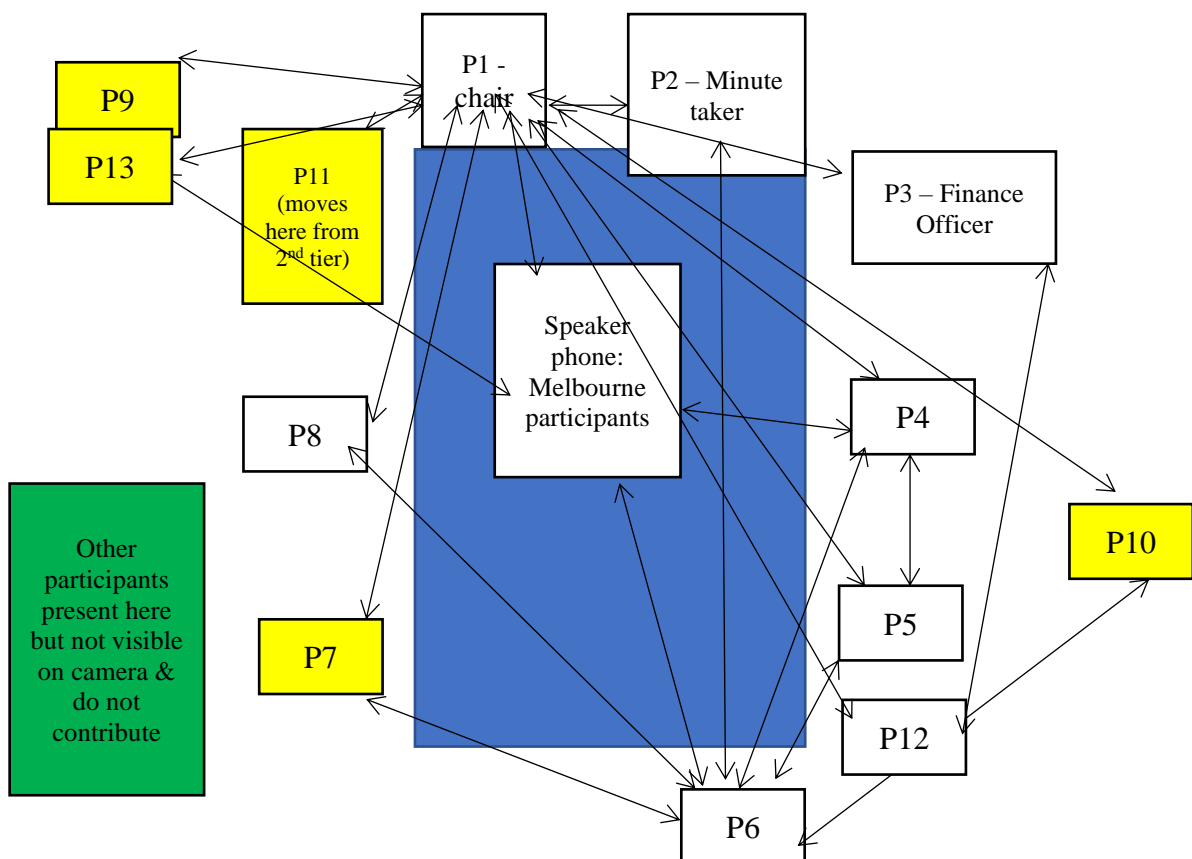 P1 -
chair
P2 – Minute
taker
P9
P13
P11
(moves
here from
2nd tier)
P3 – Finance
Officer
Speaker
phone:
Melbourne
participants
P8
P4
Other
participants
present here
but not visible
on camera &
do not
contribute
P10
P7
P5
P12
P6